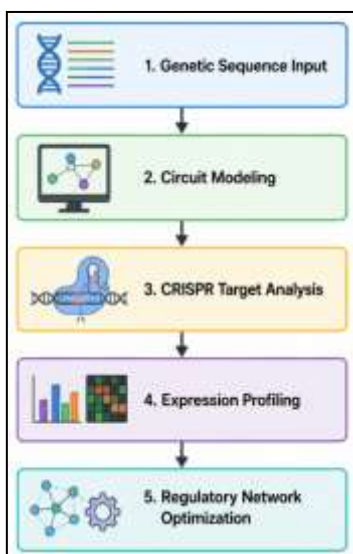 1. Genetic Sequence Input
2. Circuit Modeling
3. CRISPR Target Analysis
4. Expression Profiling
5. Regulatory Network
Optimization